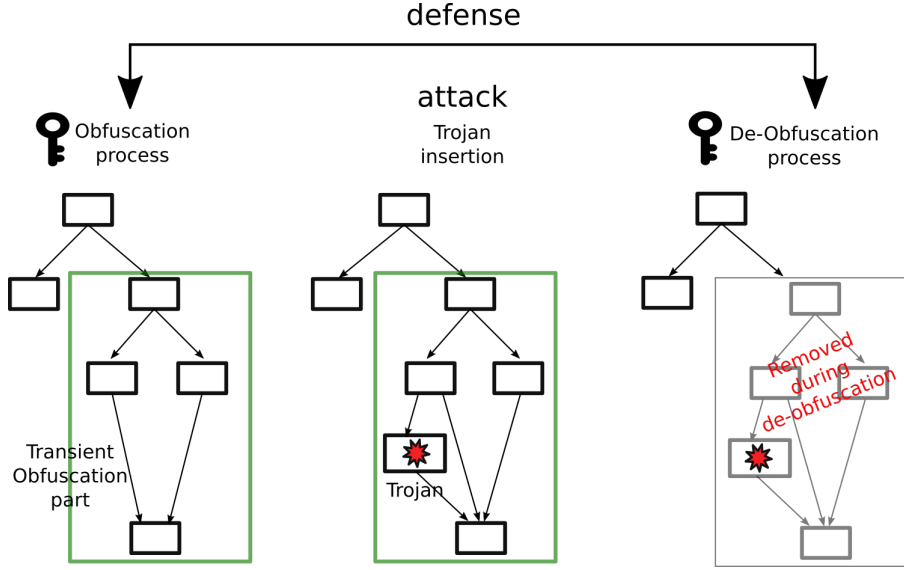 defense
attack
Obfuscation
process
Trojan
insertion
De-Obfuscation
process
Transient
Obfuscation
part
Trojan
Removed
during
de-obfuscation